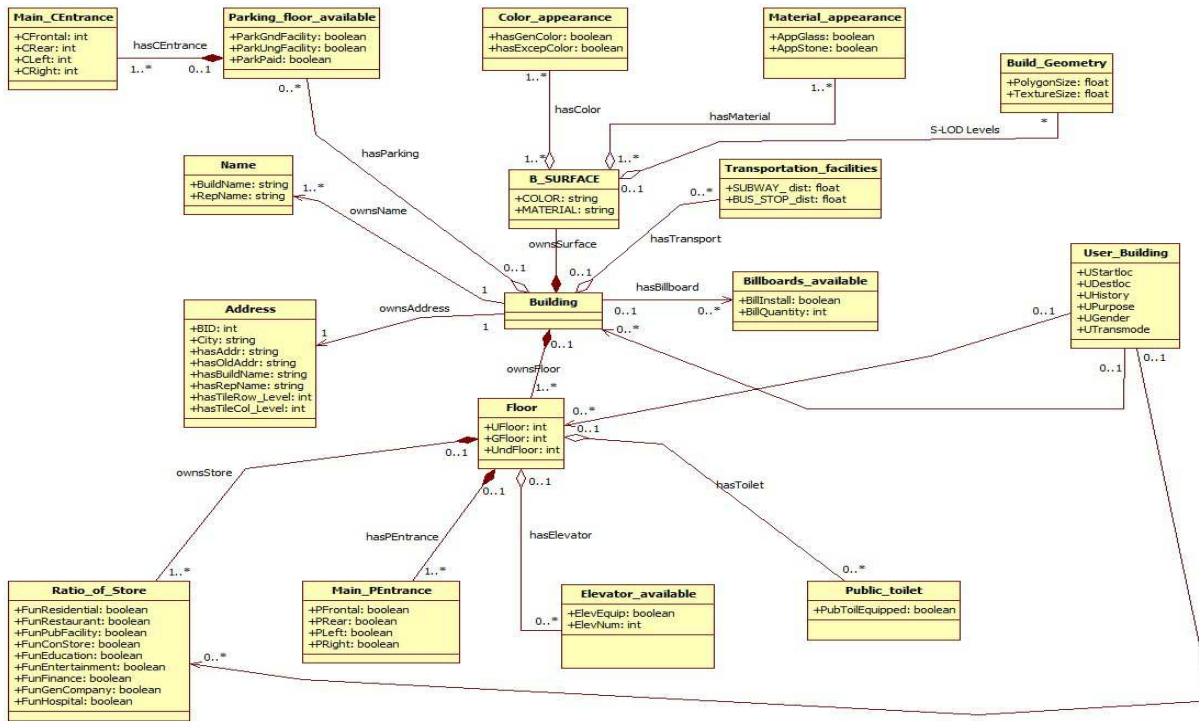 Main_CEntrance
+CFrontal: int
+CRear: int
+CLeft: int
+CRight: int
hasCEntrance
1..*
0..1
Parking_floor_available
+ParkGndFacility: boolean
+ParkUngFacility: boolean
+ParkPaid: boolean
0..*
hasParking
0..1
Color_appearance
+hasGenColor: boolean
+hasExcepColor: boolean
1..*
hasColor
1..*
Material_appearance
+AppGlass: boolean
+AppStone: boolean
1..*
hasMaterial
1..*
Build_Geometry
+PolygonSize: float
+TextureSize: float
*
S-LOD Levels
0..1
B_SURFACE
+COLOR: string
+MATERIAL: string
ownsSurface
Transportation_facilities
+SUBWAY_dist: float
+BUS_STOP_dist: float
0..*
hasTransport
0..1
Name
+BuildName: string
+RepName: string
1..*
ownsName
1
Address
+BID: int
+City: string
+hasAddr: string
+hasOldAddr: string
+hasBuildName: string
+hasRepName: string
+hasTileRow_Level: int
+hasTileCol_Level: int
1
ownsAddress
1
Building
hasBillboard
0..1
0..*
Billboards_available
+BillInstall: boolean
+BillQuantity: int
0..*
User_Building
+UStartloc
+UDestloc
+UHistory
+UPurpose
+UGender
+UTransmode
0..1
0..1
0..1
0..1
ownsFloor
1..*
Floor
+UFloor: int
+GFloor: int
+UndFloor: int
0..*
0..1
ownsStore
0..1
0..1
hasPEntrance
1..*
0..1
hasElevator
0..*
hasToilet
0..*
Ratio_of_Store
+FunResidential: boolean
+FunRestaurant: boolean
+FunPubFacility: boolean
+FunConStore: boolean
+FunEducation: boolean
+FunEntertainment: boolean
+FunFinance: boolean
+FunGenCompany: boolean
+FunHospital: boolean
1..*
0..*
Main_PEntrance
+PFrontal: boolean
+PRear: boolean
+PLeft: boolean
+PRight: boolean
Elevator_available
+ElevEquip: boolean
+ElevNum: int
Public_toilet
+PubToilEquipped: boolean